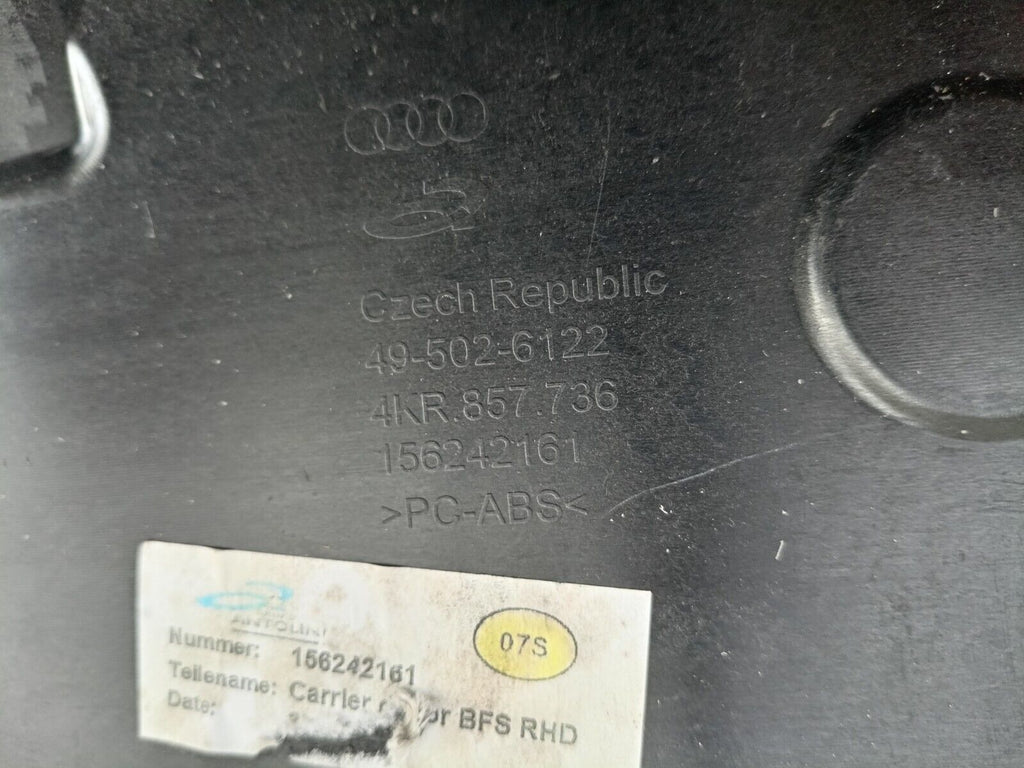 Czech Republic
49-502-6122
4KR.857.736
156242161
>PC-ABS<
ANTOLIN
07S
Nummer: 156242161
Teilename: Carrier BFS RHD
Date: